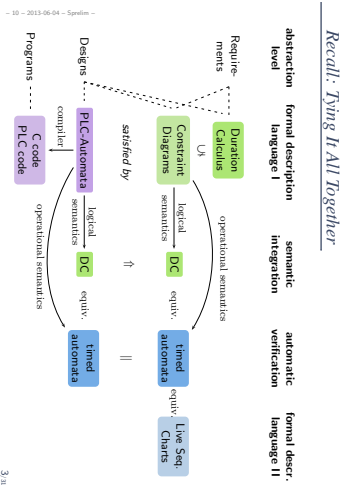 Recall: Tying It All Together
abstraction
level
formal description
language I
semantic
integration
automatic
verification
formal descr.
language II
Require-
ments
Duration
Calculus
Constraint
Diagrams
operational semantics
logical
semantics
DC
equiv.
timed
automata
equiv.
Live Seq.
Charts
satisfied by
⇑
=
Designs
PLC-Automata
logical
semantics
DC
equiv.
timed
automata
operational semantics
compiler
Programs
C code
PLC code
– 10 – 2013-06-04 – Sprelim –
3/31